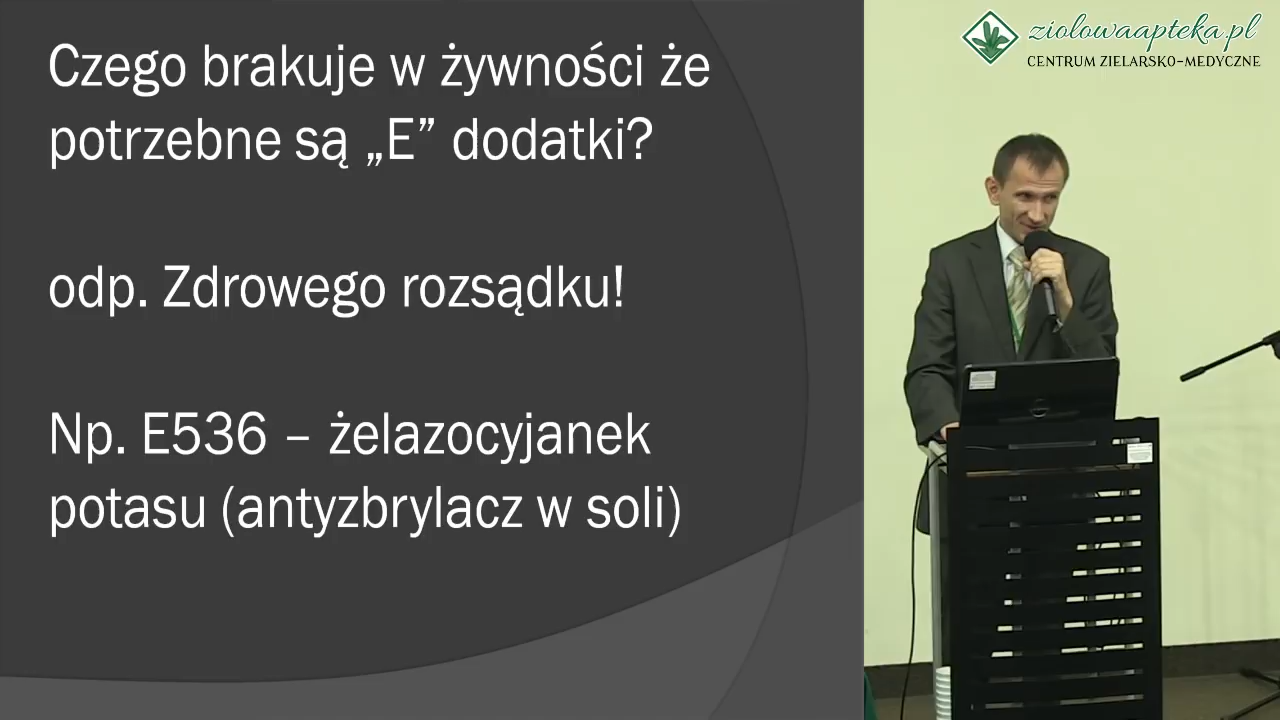 Czego brakuje w żywności że
potrzebne są „E” dodatki?
odp. Zdrowego rozsądku!
Np. E536 – żelazocyjanek
potasu (antyzbrylacz w soli)
ziolowaapteka.pl
CENTRUM ZIELARSKO-MEDYCZNE